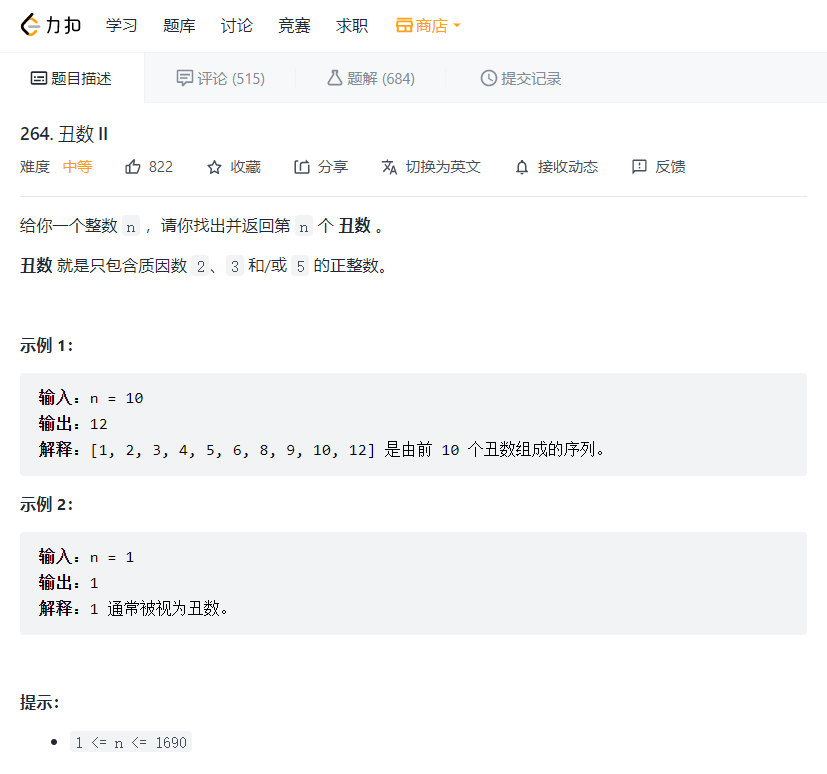 力扣 学习 题库 讨论 竞赛 求职 商店
题目描述 评论 (515) 题解 (684) 提交记录
264. 丑数 II
难度 中等 822 收藏 分享 切换为英文 接收动态 反馈
给你一个整数 n ，请你找出并返回第 n 个 丑数 。
丑数 就是只包含质因数 2、3 和/或 5 的正整数。
示例 1：
输入：n = 10
输出：12
解释：[1, 2, 3, 4, 5, 6, 8, 9, 10, 12] 是由前 10 个丑数组成的序列。
示例 2：
输入：n = 1
输出：1
解释：1 通常被视为丑数。
提示：
1 <= n <= 1690